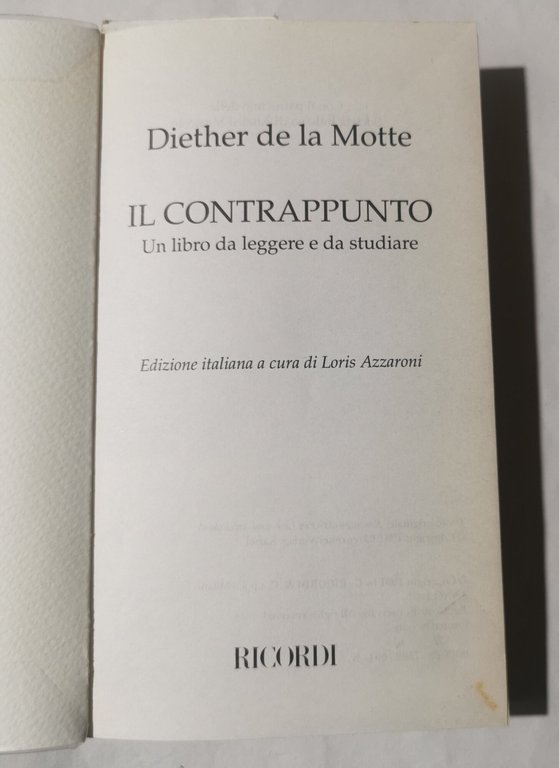 Diether de la Motte
IL CONTRAPPUNTO
Un libro da leggere e da studiare
Edizione italiana a cura di Loris Azzaroni
RICORDI